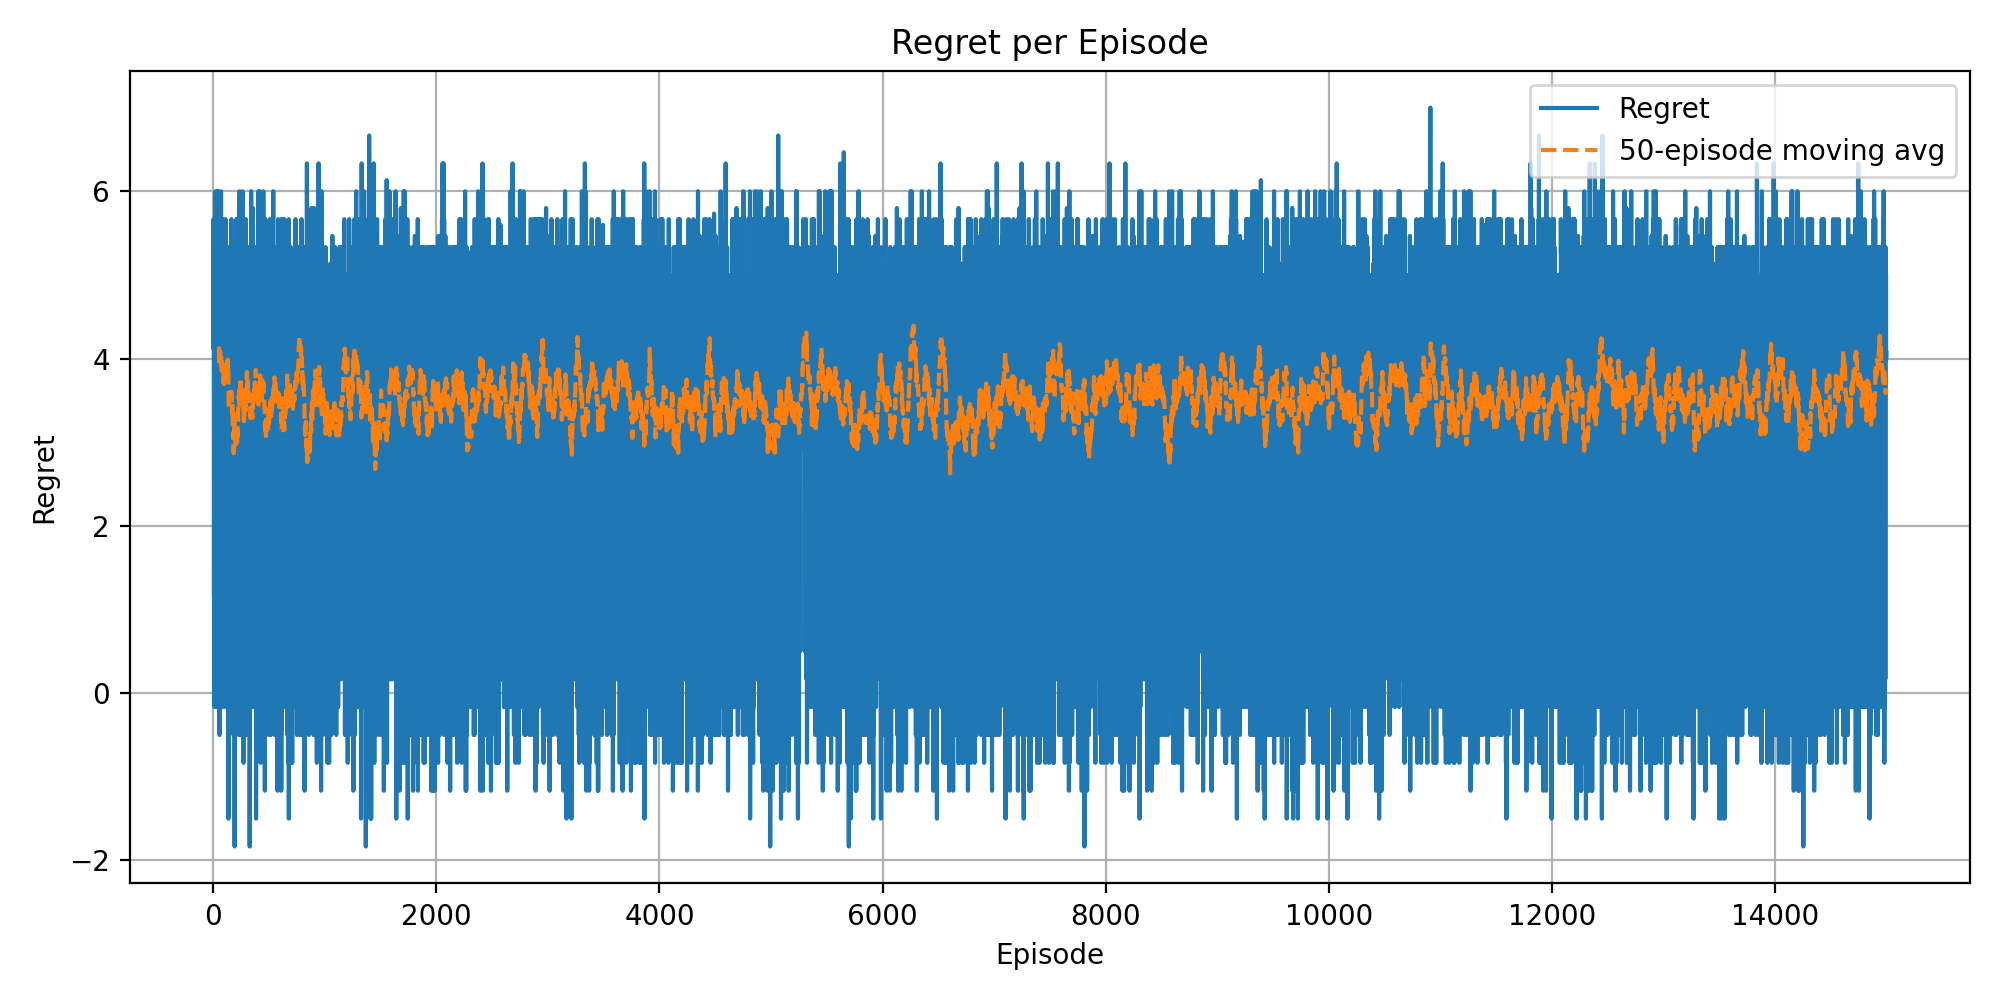 Regret per Episode
Regret
50-episode moving avg
6
4
2
0
−2
Regret
0 2000 4000 6000 8000 10000 12000 14000
Episode